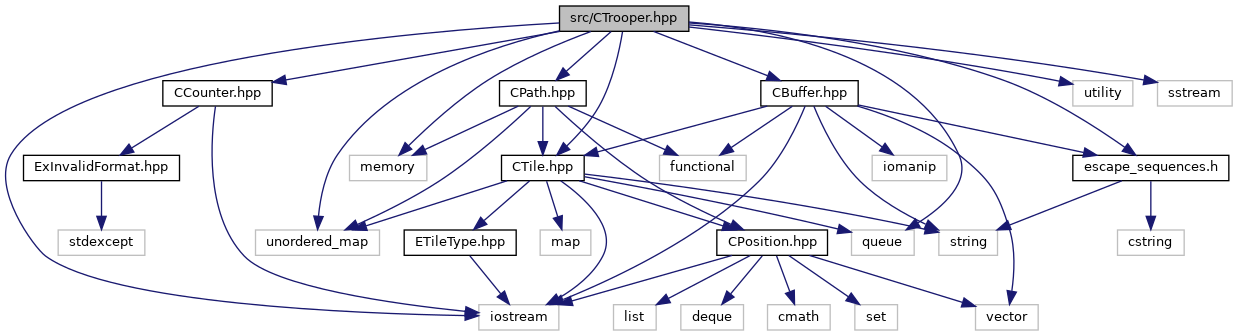 src/CTrooper.hpp
CCounter.hpp
CPath.hpp
CBuffer.hpp
utility
sstream
ExInvalidFormat.hpp
memory
CTile.hpp
functional
iomanip
escape_sequences.h
stdexcept
unordered_map
ETileType.hpp
map
CPosition.hpp
queue
string
cstring
iostream
list
deque
cmath
set
vector